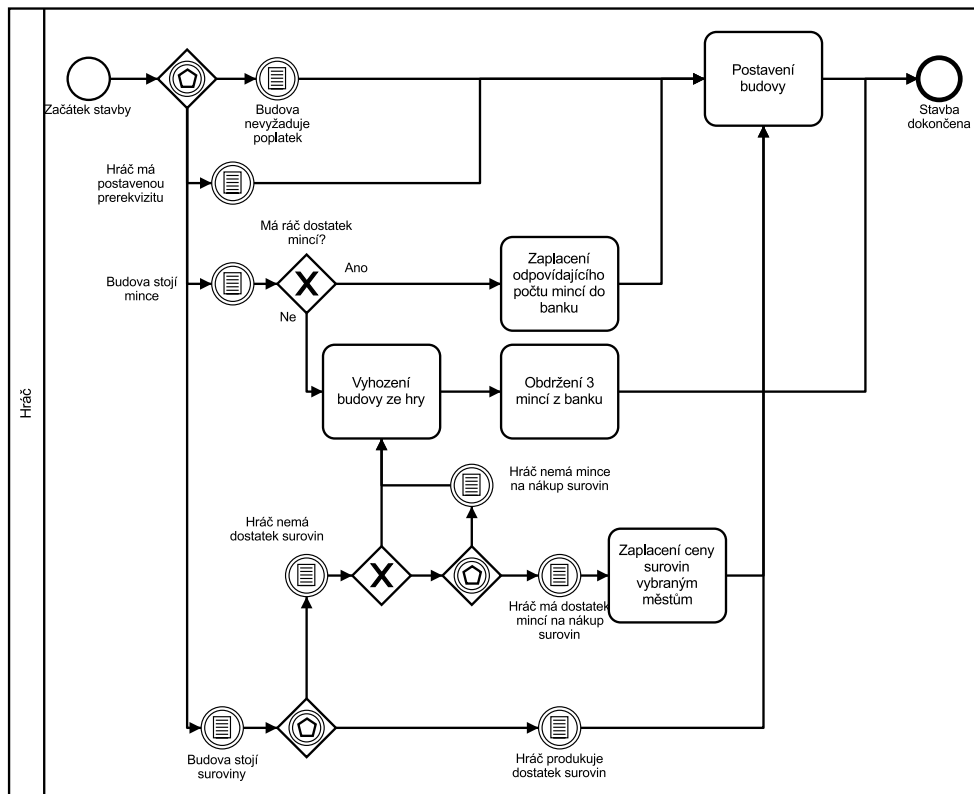 Hráč
Začátek stavby
Budova
nevyžaduje
poplatek
Postavení
budovy
Stavba
dokončena
Hráč má
postavenou
prerekvizitu
Má ráč dostatek
mincí?
Budova stojí
mince
Ano
Ne
Zaplacení
odpovídajícího
počtu mincí do
banku
Vyhození
budovy ze hry
Obdržení 3
mincí z banku
Hráč nemá mince
na nákup surovin
Hráč nemá
dostatek surovin
Hráč má dostatek
mincí na nákup
surovin
Zaplacení ceny
surovin
vybraným
městům
Budova stojí
suroviny
Hráč produkuje
dostatek surovin